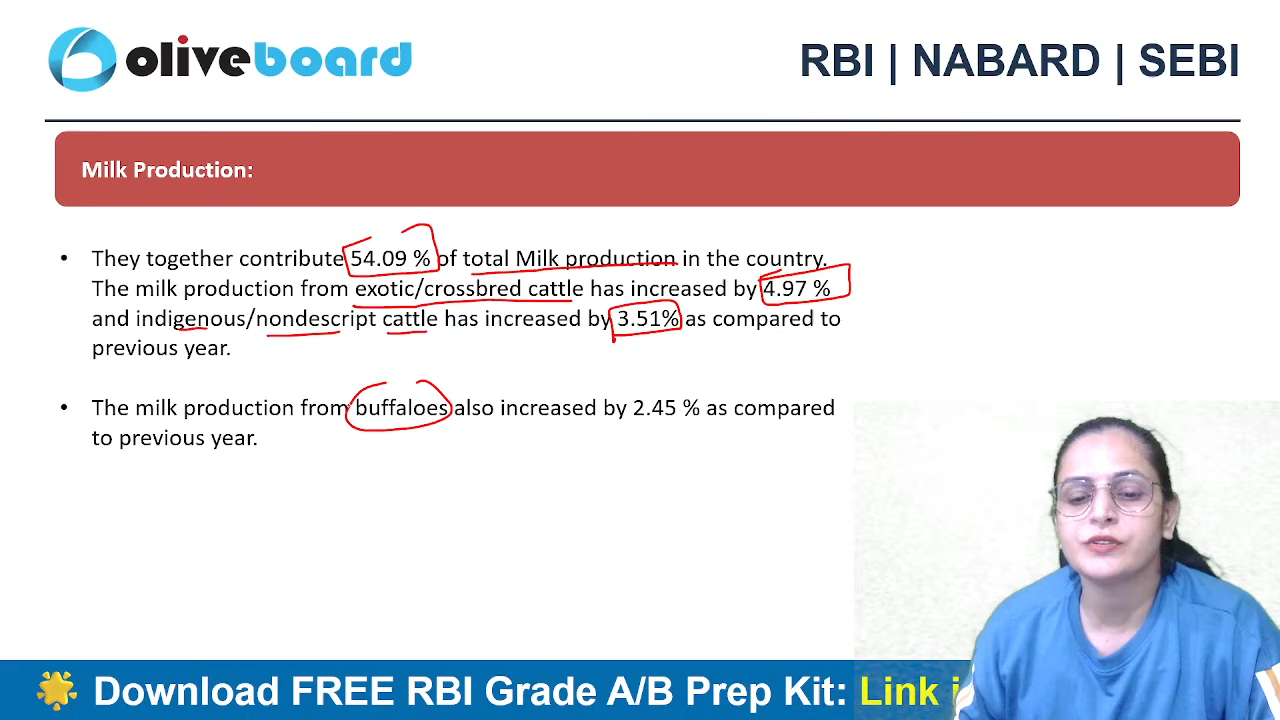 oliveboard
RBI | NABARD | SEBI
Milk Production:
• They together contribute 54.09 % of total Milk production in the country.
The milk production from exotic/crossbred cattle has increased by 4.97 %
and indigenous/nondescript cattle has increased by 3.51% as compared to
previous year.
• The milk production from buffaloes also increased by 2.45 % as compared
to previous year.
Download FREE RBI Grade A/B Prep Kit: Link i